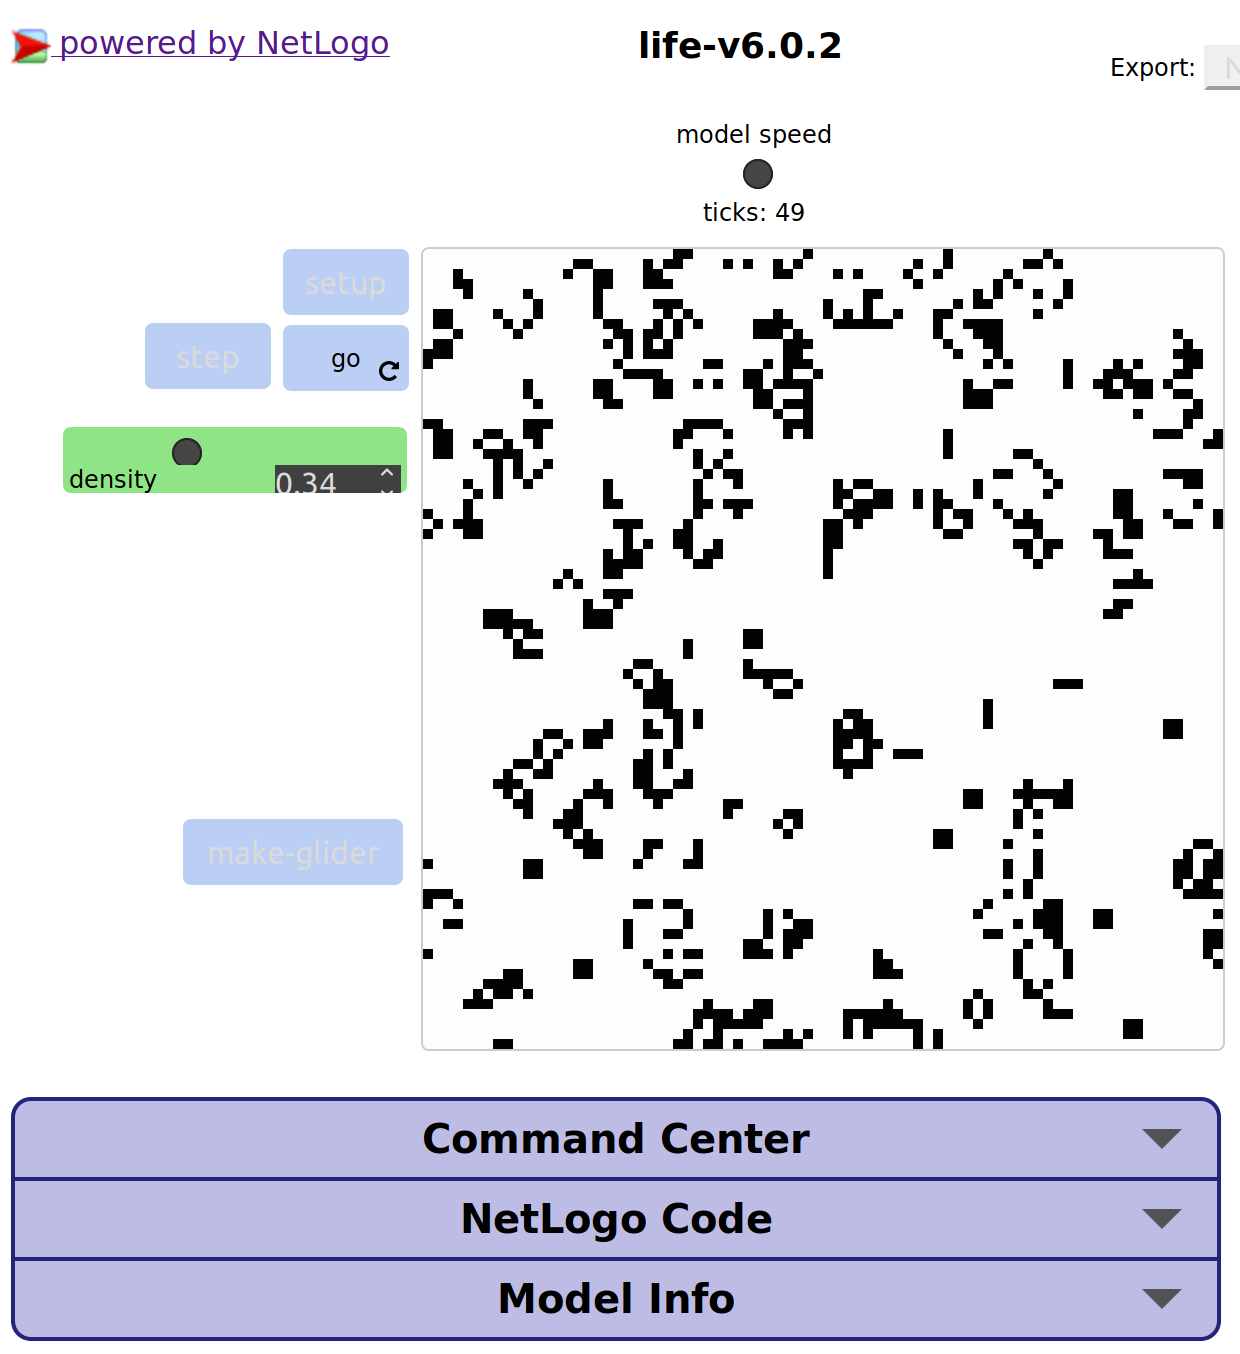 powered by NetLogo
life-v6.0.2
Export:
model speed
ticks: 49
setup
step
go
density
0.34
make-glider
Command Center
NetLogo Code
Model Info